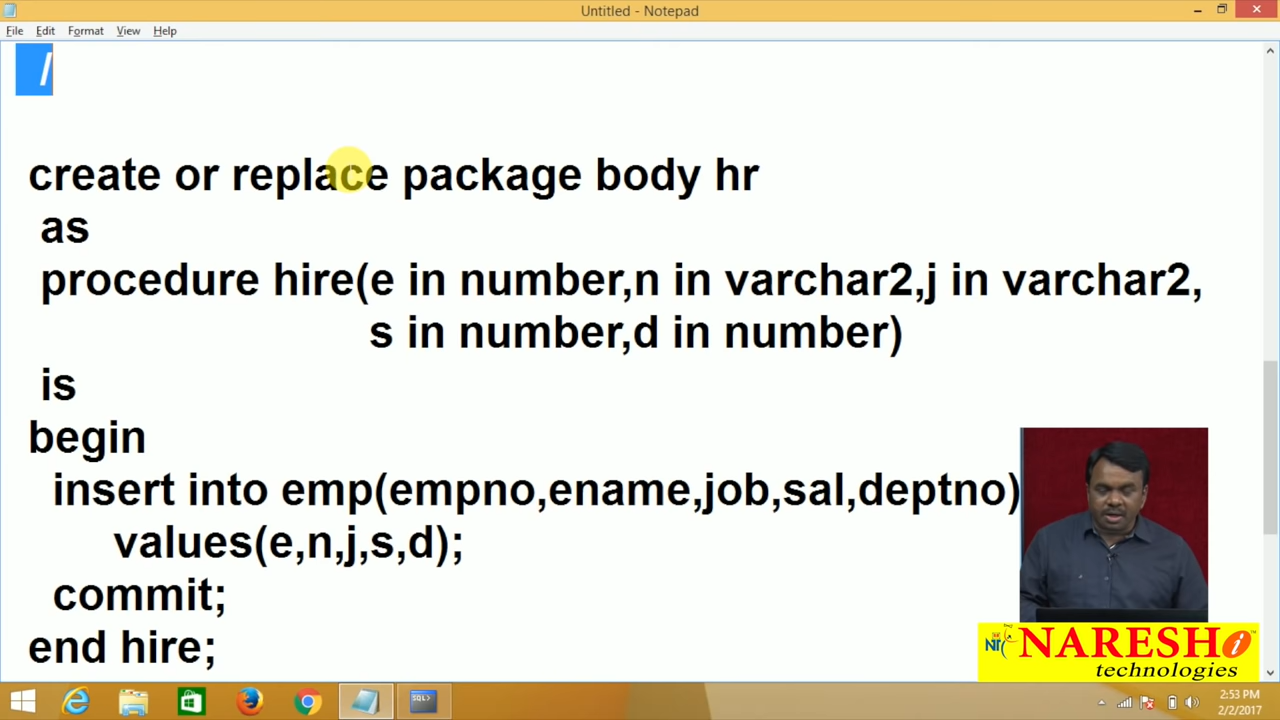 Untitled - Notepad
File Edit Format View Help
/
create or replace package body hr
as
procedure hire(e in number,n in varchar2,j in varchar2,
s in number,d in number)
is
begin
insert into emp(empno,ename,job,sal,deptno)
values(e,n,j,s,d);
commit;
end hire;
NARESH i
technologies
SQL>
2:53 PM
2/2/2017